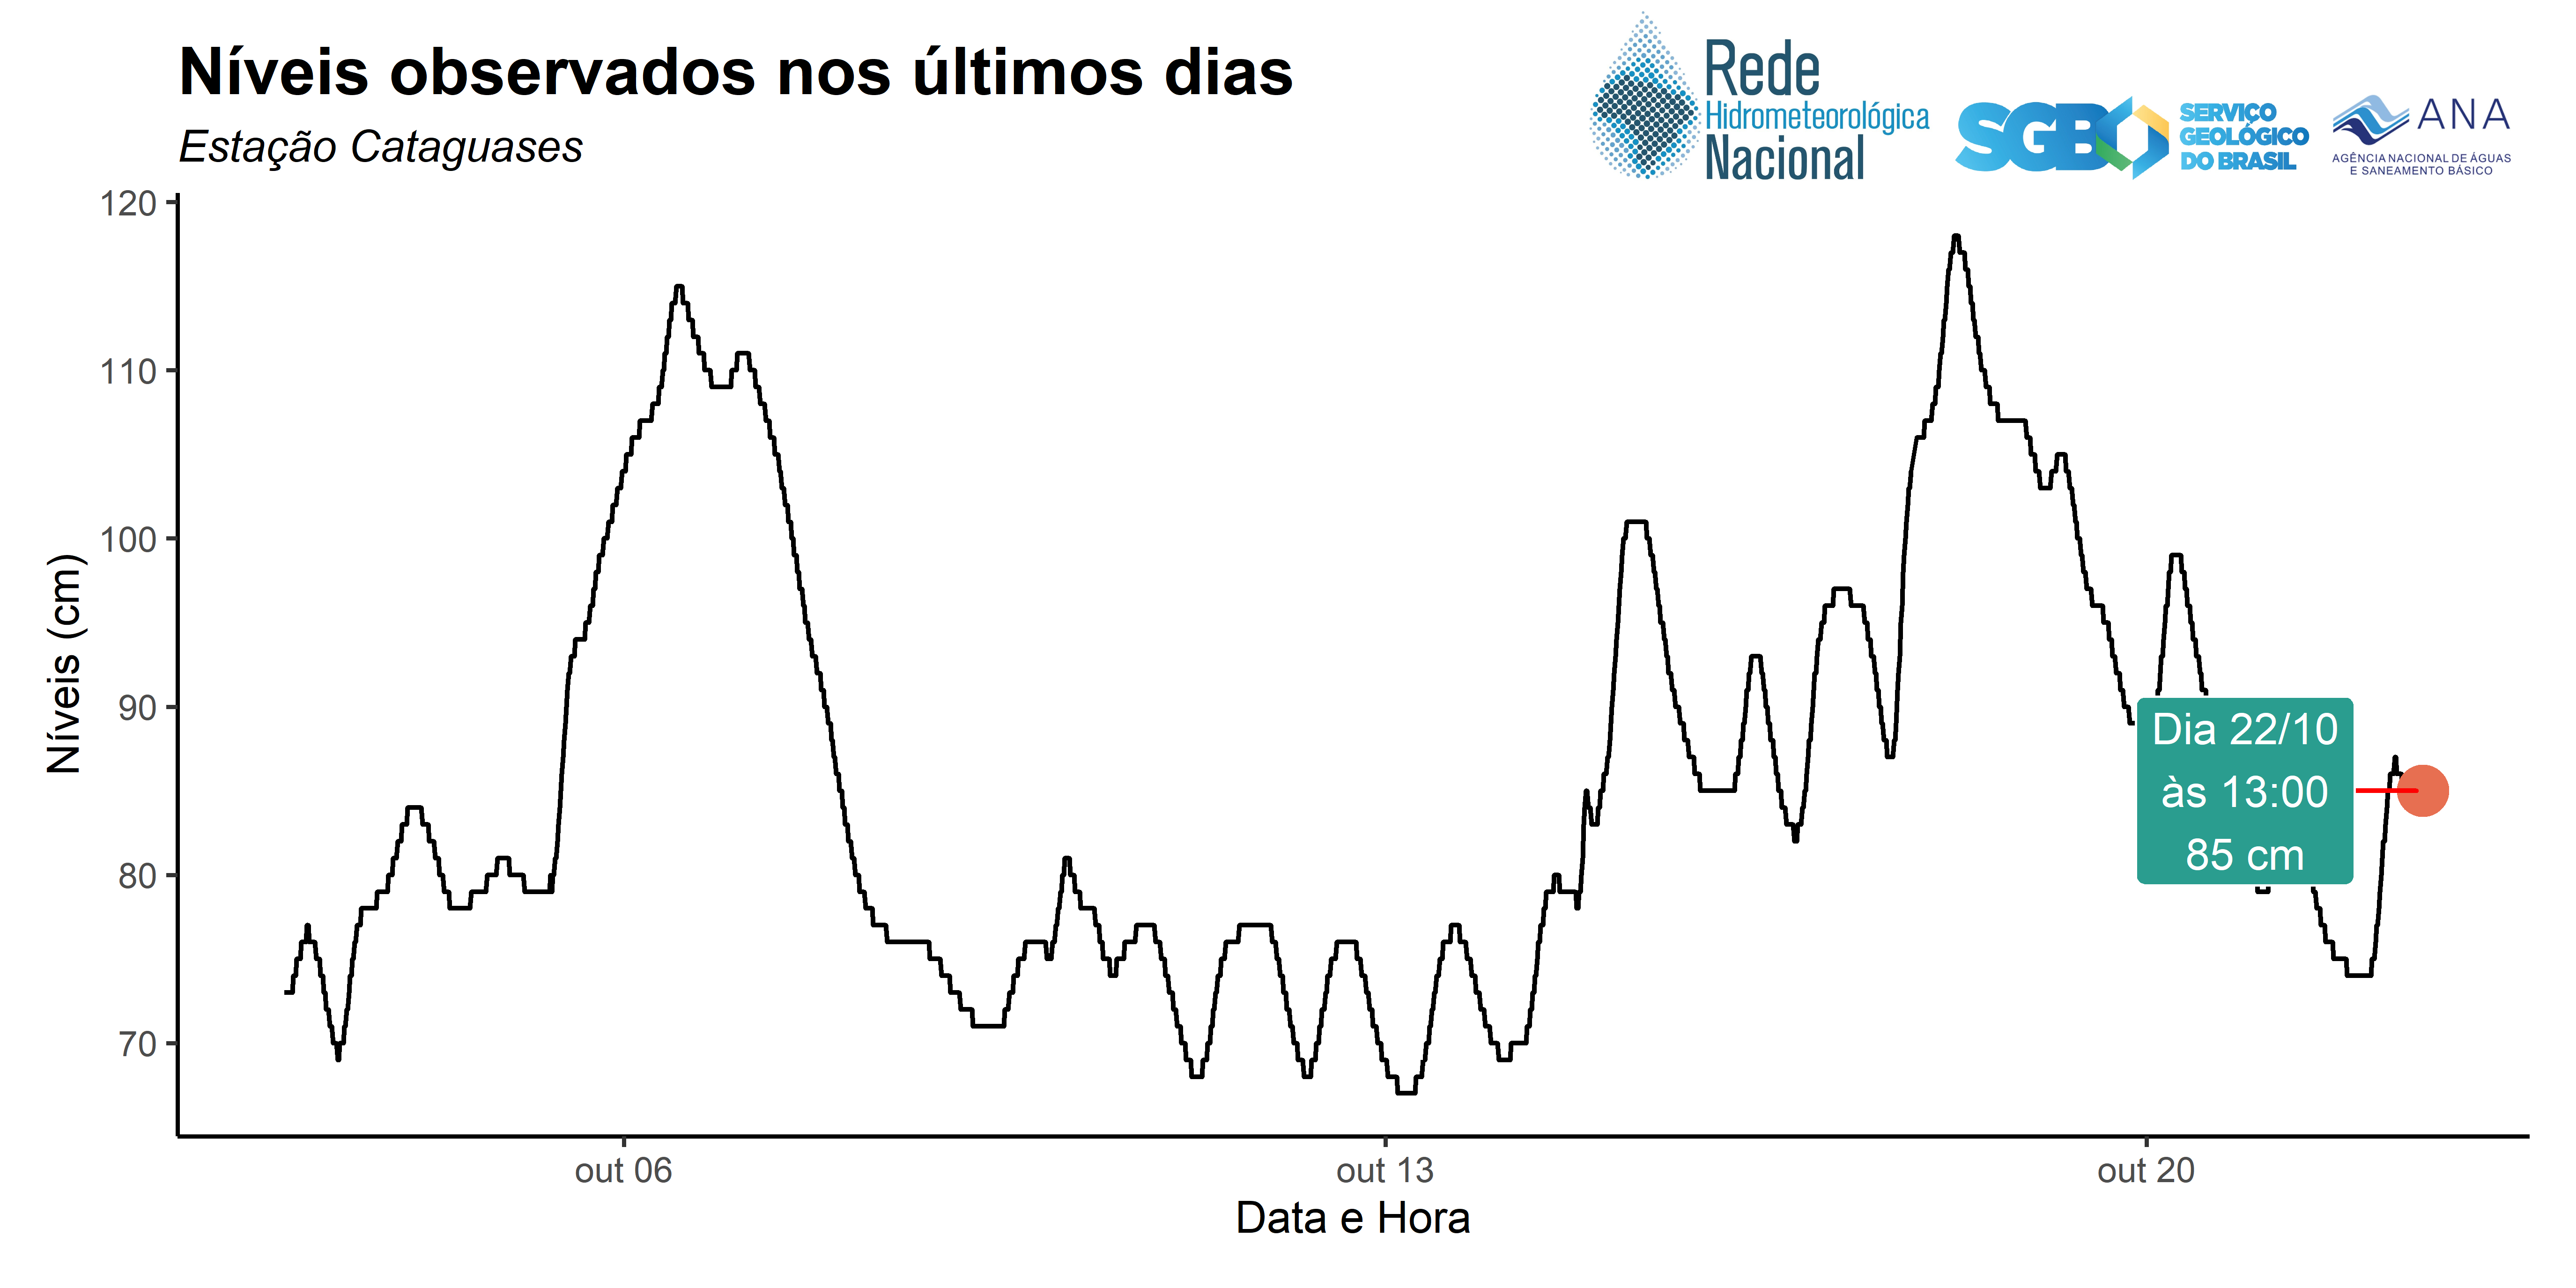 Níveis observados nos últimos dias
Estação Cataguases
Rede
Hidrometeorológica
Nacional
SGB
SERVIÇO
GEOLÓGICO
DO BRASIL
ANA
AGÊNCIA NACIONAL DE ÁGUAS
E SANEAMENTO BÁSICO
Níveis (cm)
120
110
100
90
80
70
Dia 22/10
às 13:00
85 cm
out 06
out 13
out 20
Data e Hora